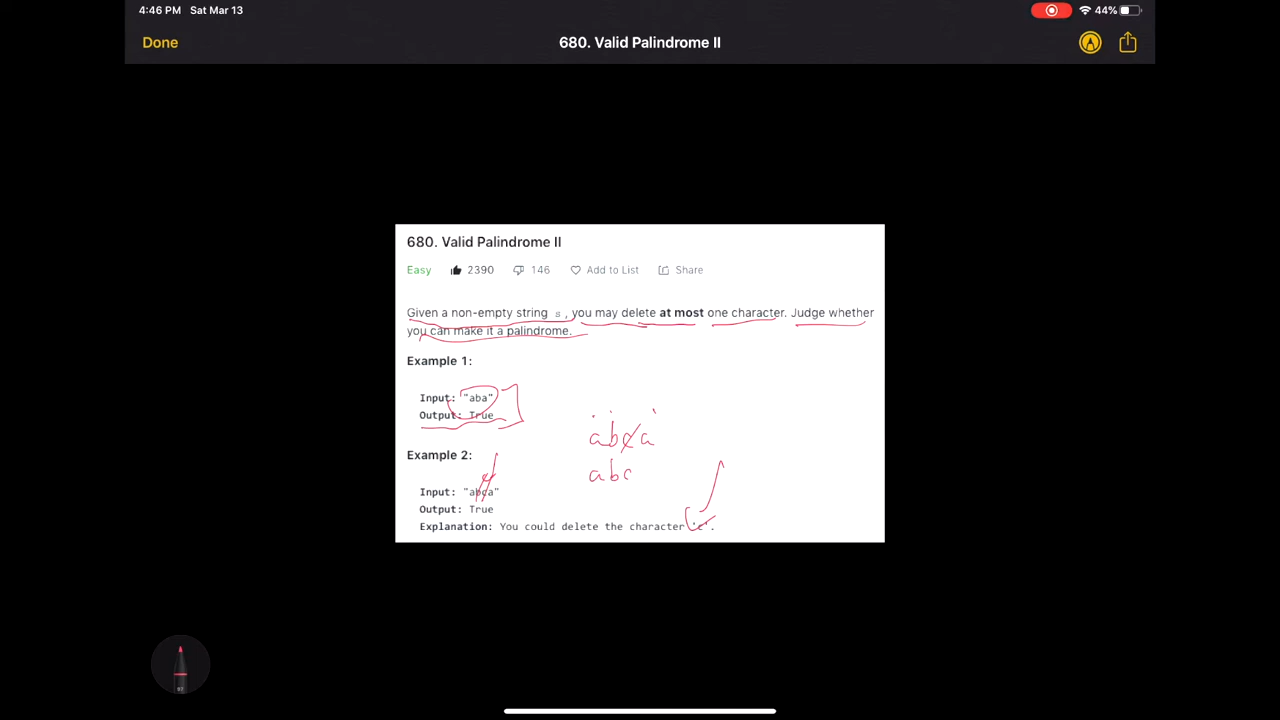 4:46 PM Sat Mar 13
44%
Done
680. Valid Palindrome II
680. Valid Palindrome II
Easy 2390 146 Add to List Share
Given a non-empty string s, you may delete at most one character. Judge whether
you can make it a palindrome.
Example 1:
Input: "aba"
Output: True
abca
Example 2:
abc
Input: "abca"
Output: True
Explanation: You could delete the character 'c'.
97